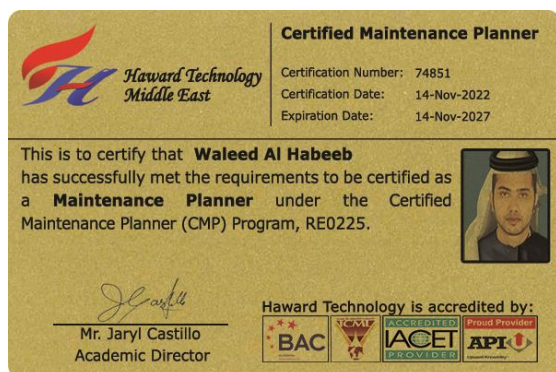 Haward Technology
Middle East
Certified Maintenance Planner
Certification Number: 74851
Certification Date: 14-Nov-2022
Expiration Date: 14-Nov-2027
This is to certify that Waleed Al Habeeb
has successfully met the requirements to be certified as
a Maintenance Planner under the Certified
Maintenance Planner (CMP) Program, RE0225.
Mr. Jaryl Castillo
Academic Director
Haward Technology is accredited by:
BAC
ACCREDITED
IACET
PROVIDER
Proud Provider
API U